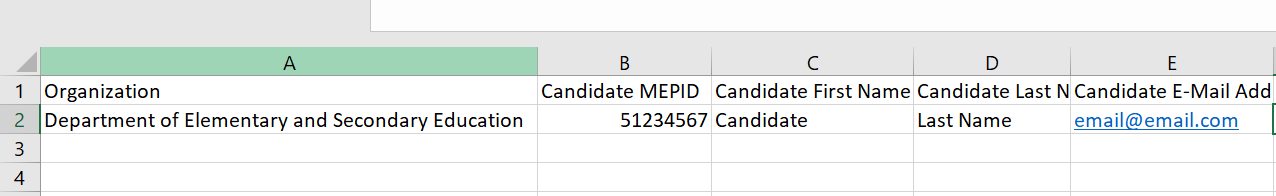 A B C D E
1 Organization Candidate MEPID Candidate First Name Candidate Last N Candidate E-Mail Add
2 Department of Elementary and Secondary Education 51234567 Candidate Last Name email@email.com
3
4